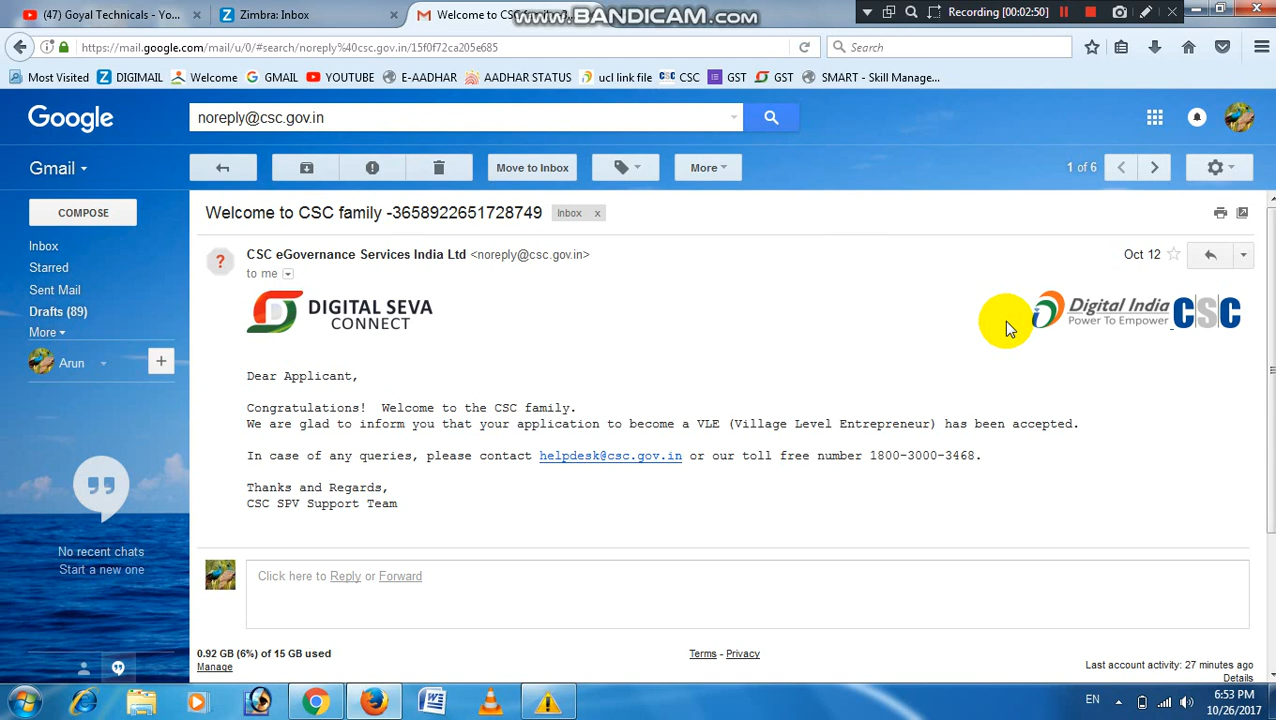 (47) Goyal Technicals - Yo...
Zimbra: Inbox
Welcome to CSC family
www.BANDICAM.com
Recording [00:02:50]
https://mail.google.com/mail/u/0/#search/noreply%40csc.gov.in/15f0f72ca205e685
Search
Most Visited
DIGIMAIL
Welcome
GMAIL
YOUTUBE
E-AADHAR
AADHAR STATUS
ucl link file
CSC
GST
GST
SMART - Skill Manage...
Google
noreply@csc.gov.in
Gmail
Move to Inbox
More
1 of 6
COMPOSE
Welcome to CSC family -3658922651728749
Inbox x
Inbox
Starred
Sent Mail
Drafts (89)
More
Arun
CSC eGovernance Services India Ltd <noreply@csc.gov.in>
Oct 12
to me
DIGITAL SEVA
CONNECT
Digital India
Power To Empower
CSC
Dear Applicant,
Congratulations! Welcome to the CSC family.
We are glad to inform you that your application to become a VLE (Village Level Entrepreneur) has been accepted.
In case of any queries, please contact helpdesk@csc.gov.in or our toll free number 1800-3000-3468.
Thanks and Regards,
CSC SPV Support Team
No recent chats
Start a new one
Click here to Reply or Forward
0.92 GB (6%) of 15 GB used
Manage
Terms - Privacy
Last account activity: 27 minutes ago
Details
EN
6:53 PM
10/26/2017